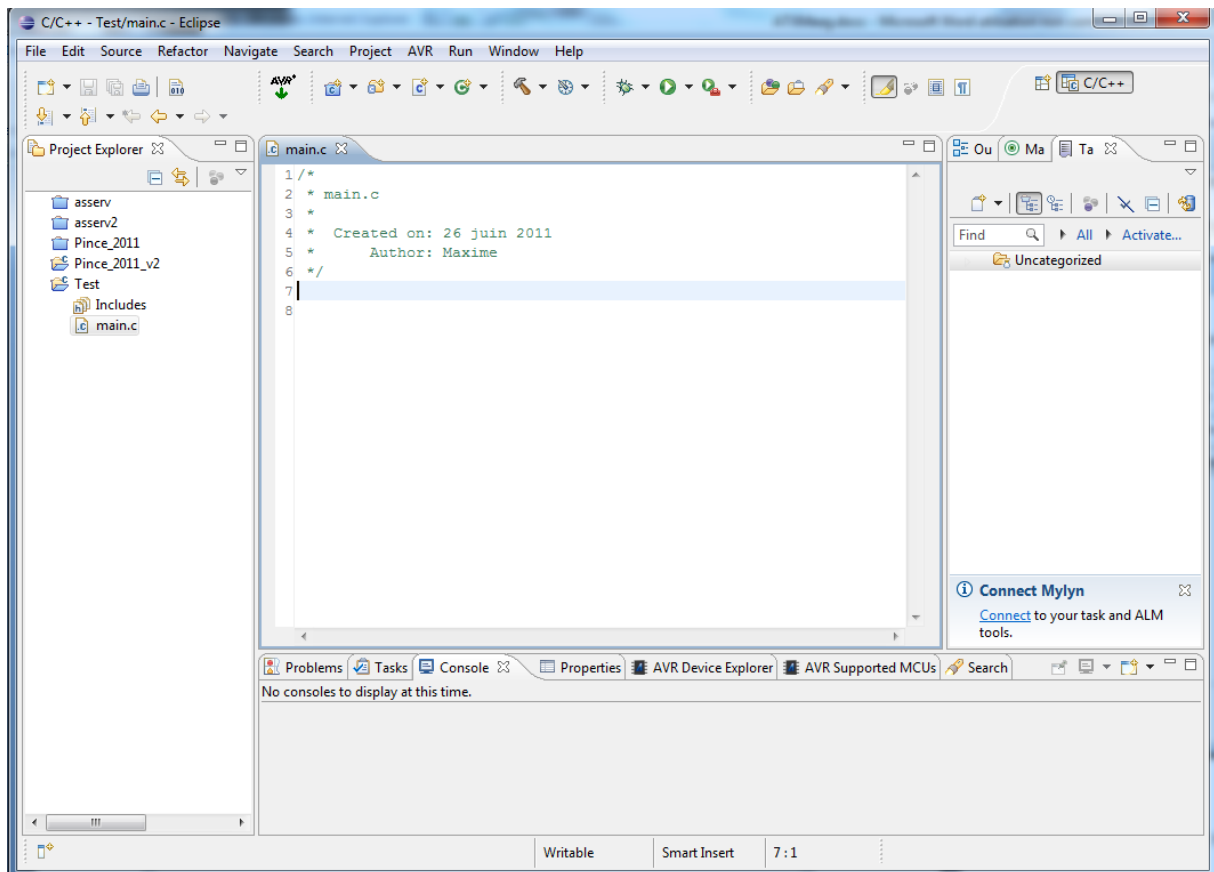 C/C++ - Test/main.c - Eclipse
File Edit Source Refactor Navigate Search Project AVR Run Window Help
AVR
C/C++
Project Explorer
asserv
asserv2
Pince_2011
Pince_2011_v2
Test
Includes
main.c
main.c
1 /*
2 * main.c
3 *
4 * Created on: 26 juin 2011
5 * Author: Maxime
6 */
7
8
Ou Ma Ta
Find All Activate...
Uncategorized
Connect Mylyn
Connect to your task and ALM
tools.
Problems Tasks Console Properties AVR Device Explorer AVR Supported MCUs Search
No consoles to display at this time.
Writable Smart Insert 7 : 1